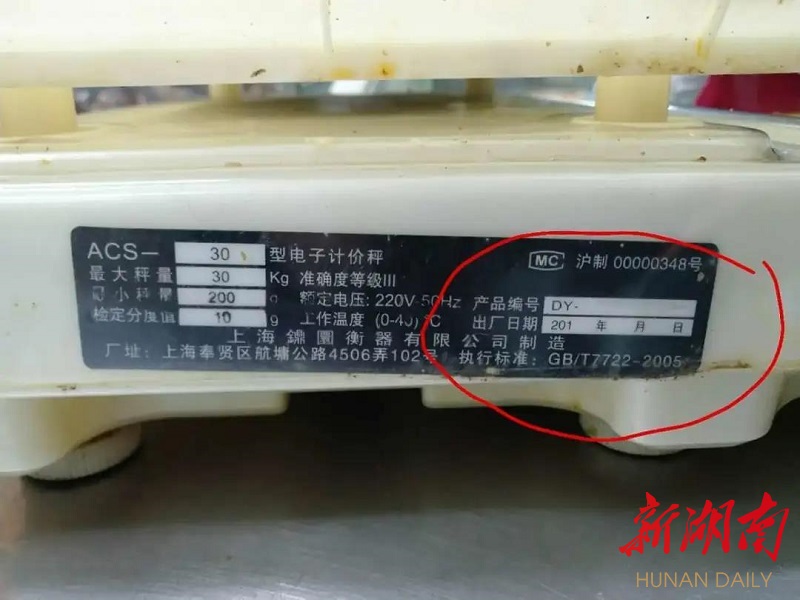 ACS- 30 型电子计价秤 MC 沪制 00000348号
最大秤量 30 Kg 准确度等级III
最小秤量 200 g 额定电压: 220V 50Hz 产品编号 DY-
检定分度值 10 g 工作温度 (0-40)℃ 出厂日期 201 年 月 日
上海 園衡器有限公司制造
厂址: 上海奉贤区航塘公路4506弄102号 执行标准: GB/T7722-2005
新湖南
HUNAN DAILY